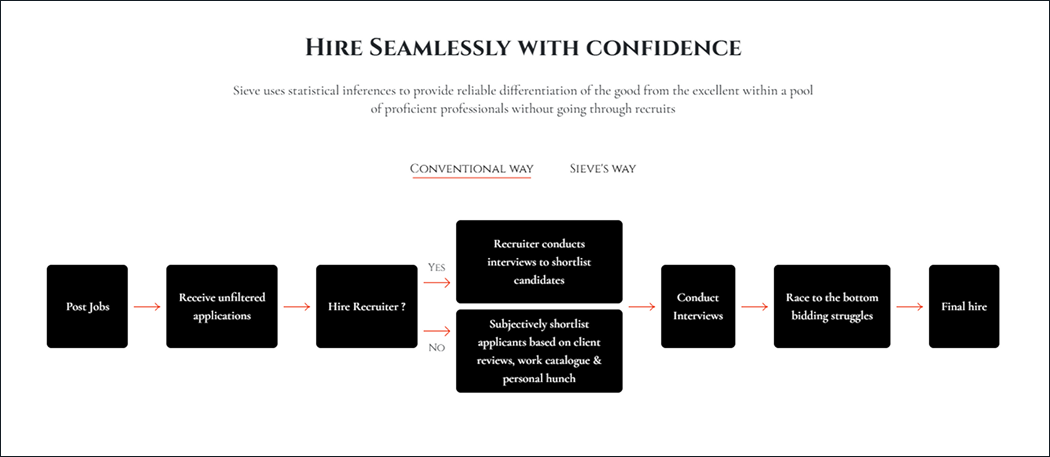 Hire Seamlessly with confidence
Sieve uses statistical inferences to provide reliable differentiation of the good from the excellent within a pool
of proficient professionals without going through recruits
Conventional way
Sieve's way
Post Jobs
Receive unfiltered
applications
Hire Recruiter ?
Yes
Recruiter conducts
interviews to shortlist
candidates
No
Subjectively shortlist
applicants based on client
reviews, work catalogue &
personal hunch
Conduct
Interviews
Race to the bottom
bidding struggles
Final hire